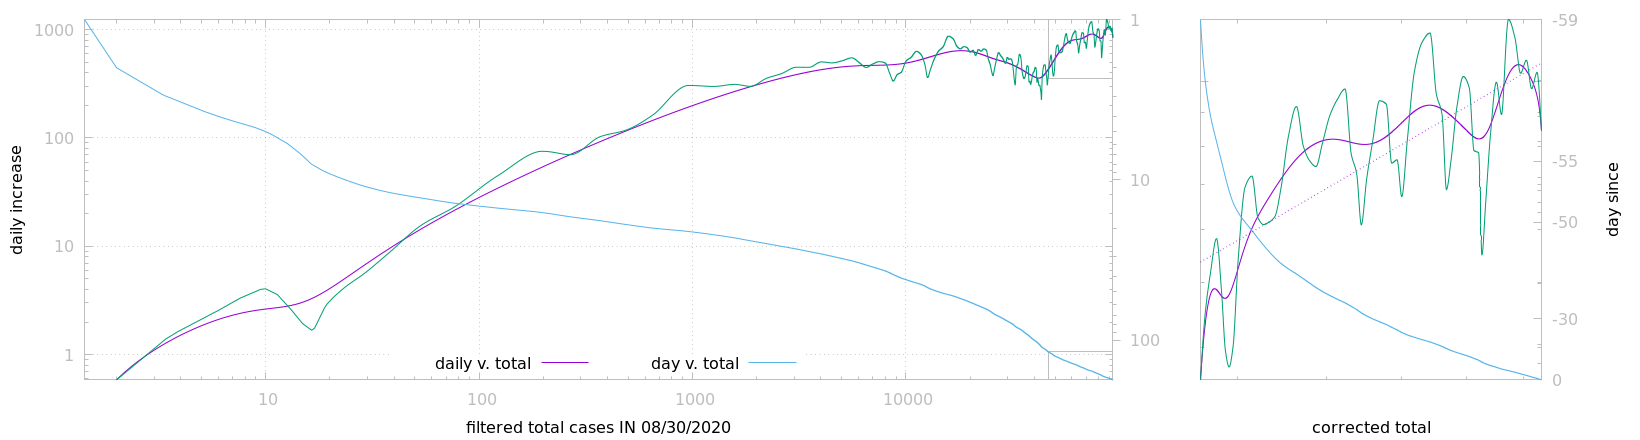 1000
100
10
1
daily increase
10
100
1000
10000
filtered total cases IN 08/30/2020
daily v. total
day v. total
1
10
100
-59
-55
-50
-30
0
day since
corrected total